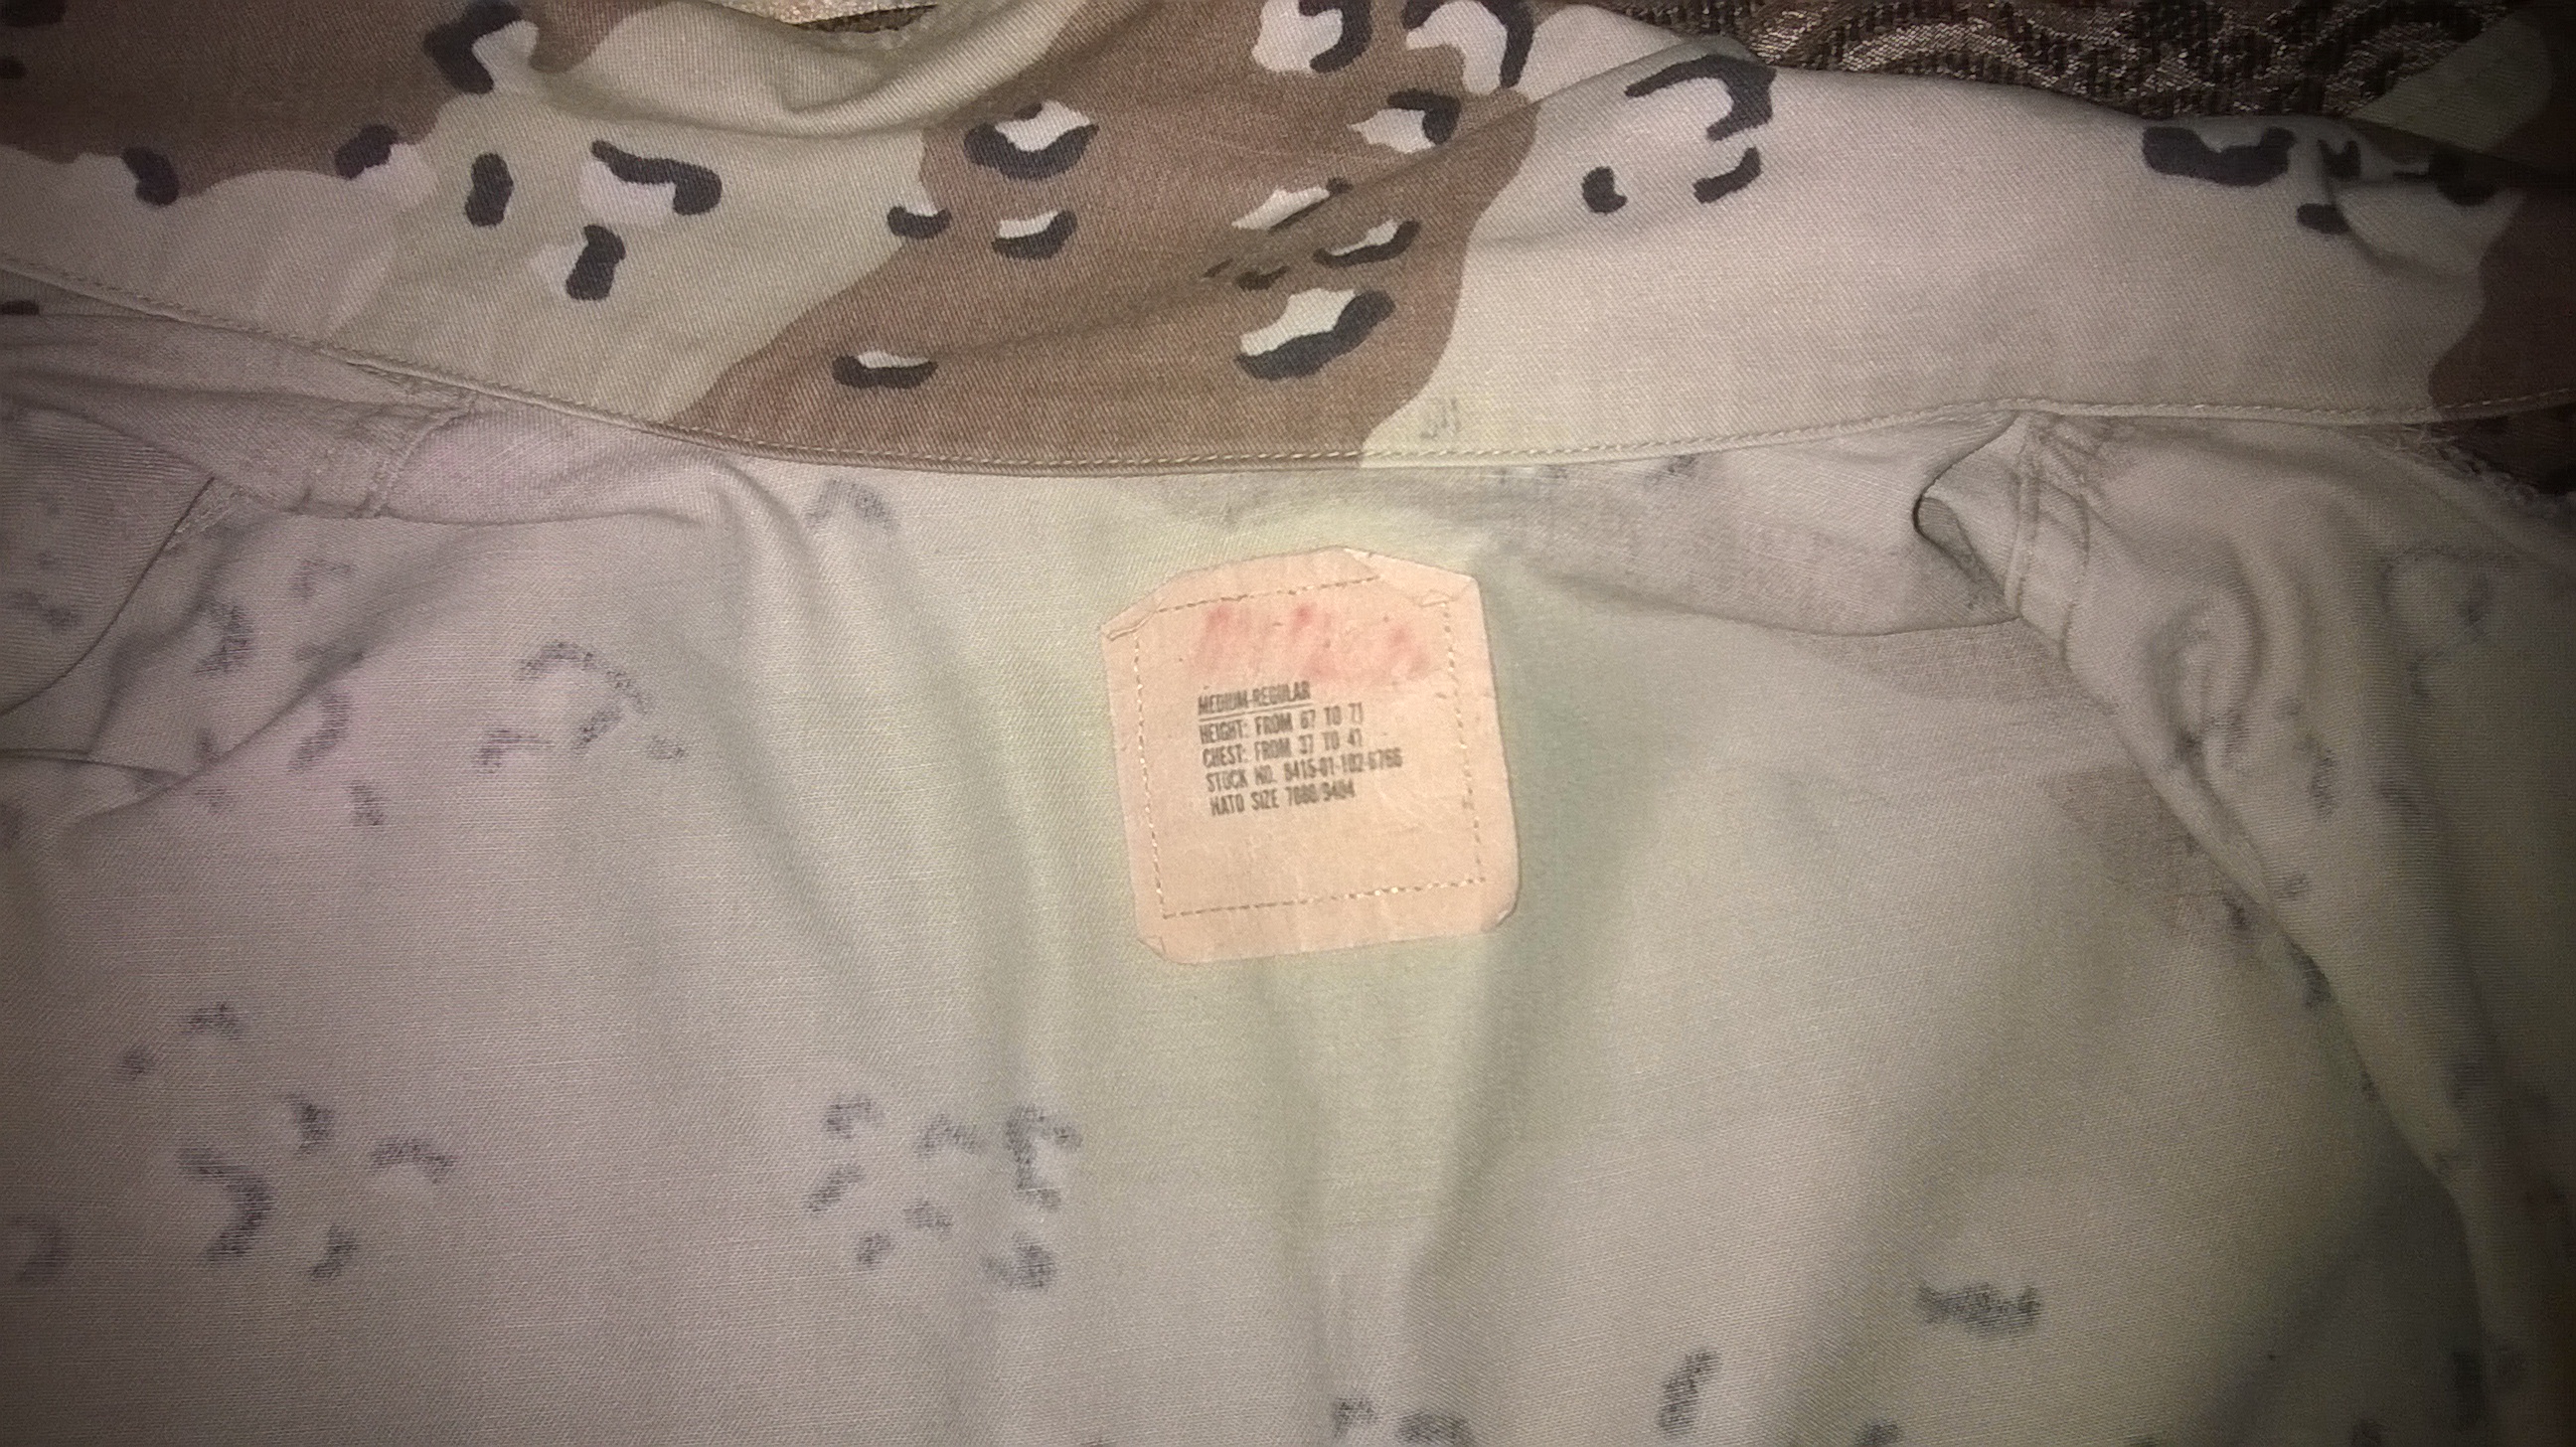 MEDIUM-REGULAR
HEIGHT: FROM 67 TO 71
CHEST: FROM 37 TO 41
STOCK NO. 8415-01-102-6766
NATO SIZE 7080/9404